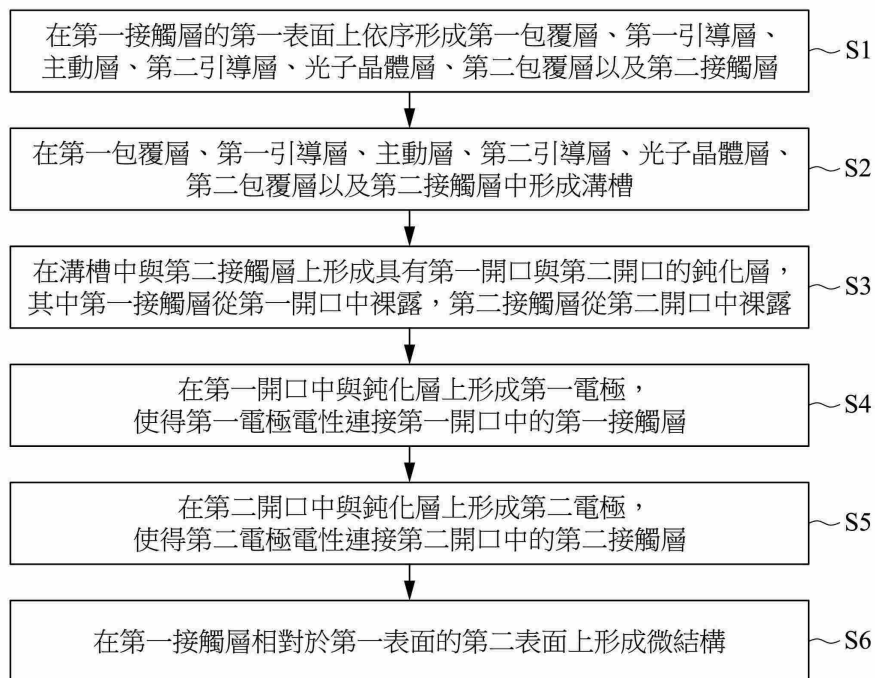 在第一接觸層的第一表面上依序形成第一包覆層、第一引導層、
主動層、第二引導層、光子晶體層、第二包覆層以及第二接觸層
S1
在第一包覆層、第一引導層、主動層、第二引導層、光子晶體層、
第二包覆層以及第二接觸層中形成溝槽
S2
在溝槽中與第二接觸層上形成具有第一開口與第二開口的鈍化層，
其中第一接觸層從第一開口中裸露，第二接觸層從第二開口中裸露
S3
在第一開口中與鈍化層上形成第一電極，
使得第一電極電性連接第一開口中的第一接觸層
S4
在第二開口中與鈍化層上形成第二電極，
使得第二電極電性連接第二開口中的第二接觸層
S5
在第一接觸層相對於第一表面的第二表面上形成微結構
S6